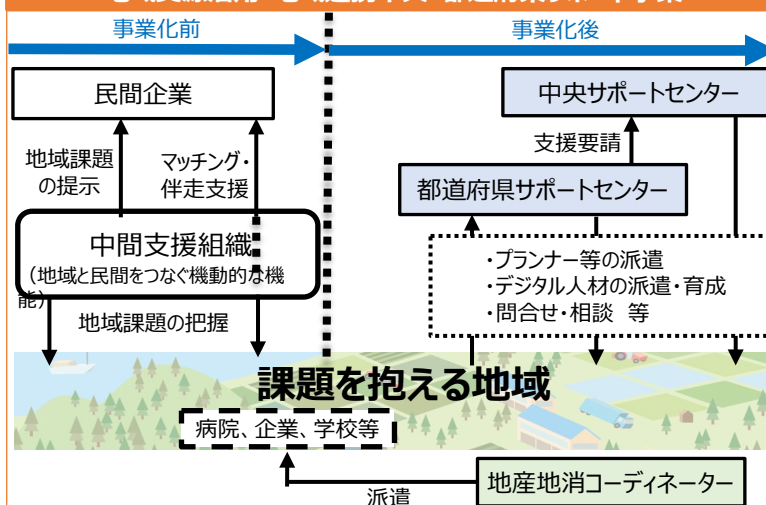 事業化前
事業化後
民間企業
中央サポートセンター
地域課題
の提示
マッチング・
伴走支援
支援要請
都道府県サポートセンター
中間支援組織
(地域と民間をつなぐ機動的な機
能)
・プランナー等の派遣
・デジタル人材の派遣・育成
・問合せ・相談 等
地域課題の把握
課題を抱える地域
病院、企業、学校等
地産地消コーディネーター
派遣